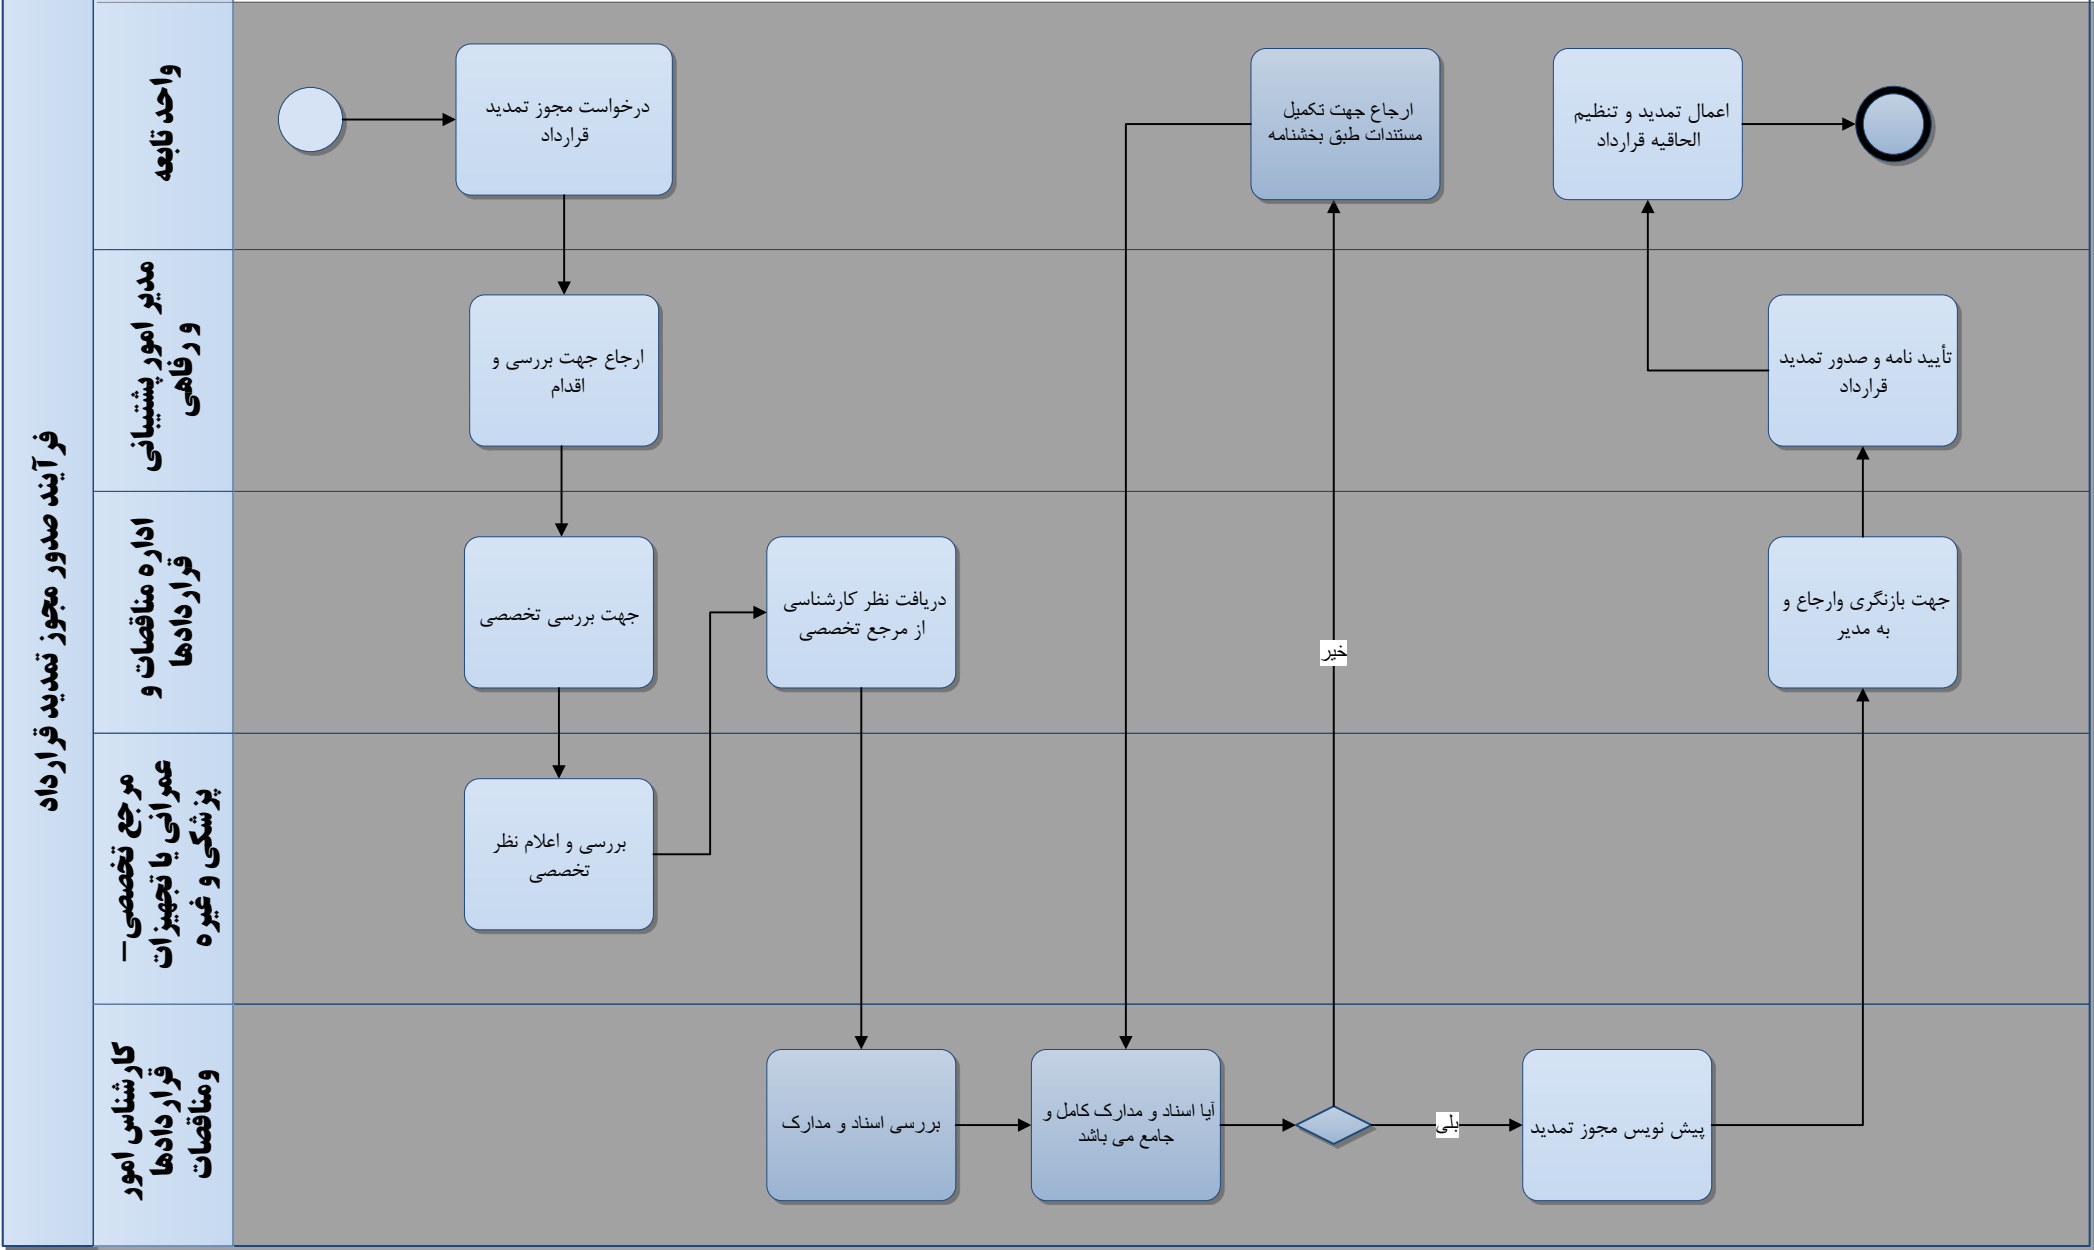 فرآیند صدور مجوز تمدید قرارداد
واحد تابعه
درخواست مجوز تمدید
قرارداد
ارجاع جهت تکمیل
مستندات طبق بخشنامه
اعمال تمدید و تنظیم
الحاقیه قرارداد
مدیر امور پشتیبانی
و رفاهی
ارجاع جهت بررسی و
اقدام
تأیید نامه و صدور تمدید
قرارداد
اداره مناقصات و
قراردادها
جهت بررسی تخصصی
دریافت نظر کارشناسی
از مرجع تخصصی
خیر
جهت بازنگری وارجاع و
به مدیر
مرجع تخصصی –
عمرانی یا تجهیزات
پزشکی و غیره
بررسی و اعلام نظر
تخصصی
کارشناس امور
قراردادها
ومناقصات
بررسی اسناد و مدارک
آیا اسناد و مدارک کامل و
جامع می باشد
بلی
پیش نویس مجوز تمدید